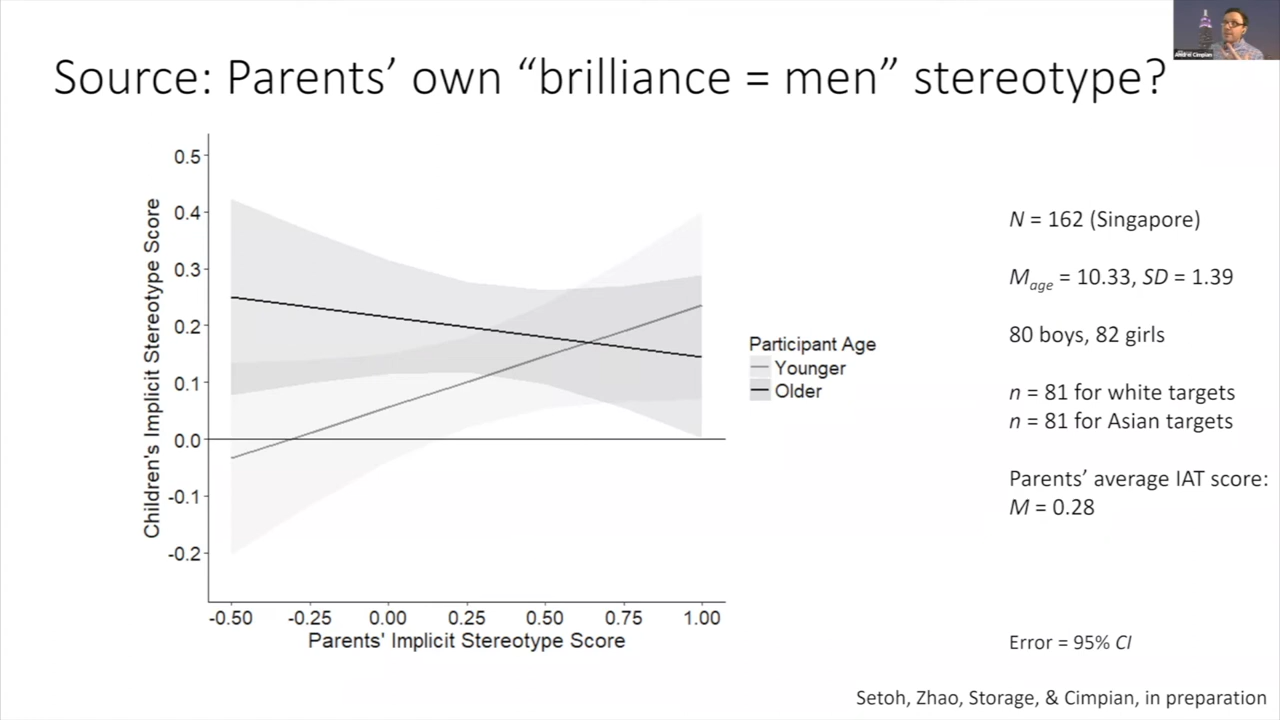 Andrei Cimpian
Source: Parents’ own “brilliance = men” stereotype?
Children's Implicit Stereotype Score
0.5
0.4
0.3
0.2
0.1
0.0
-0.1
-0.2
-0.50 -0.25 0.00 0.25 0.50 0.75 1.00
Parents' Implicit Stereotype Score
Participant Age
Younger
Older
N = 162 (Singapore)
Mage = 10.33, SD = 1.39
80 boys, 82 girls
n = 81 for white targets
n = 81 for Asian targets
Parents’ average IAT score:
M = 0.28
Error = 95% CI
Setoh, Zhao, Storage, & Cimpian, in preparation